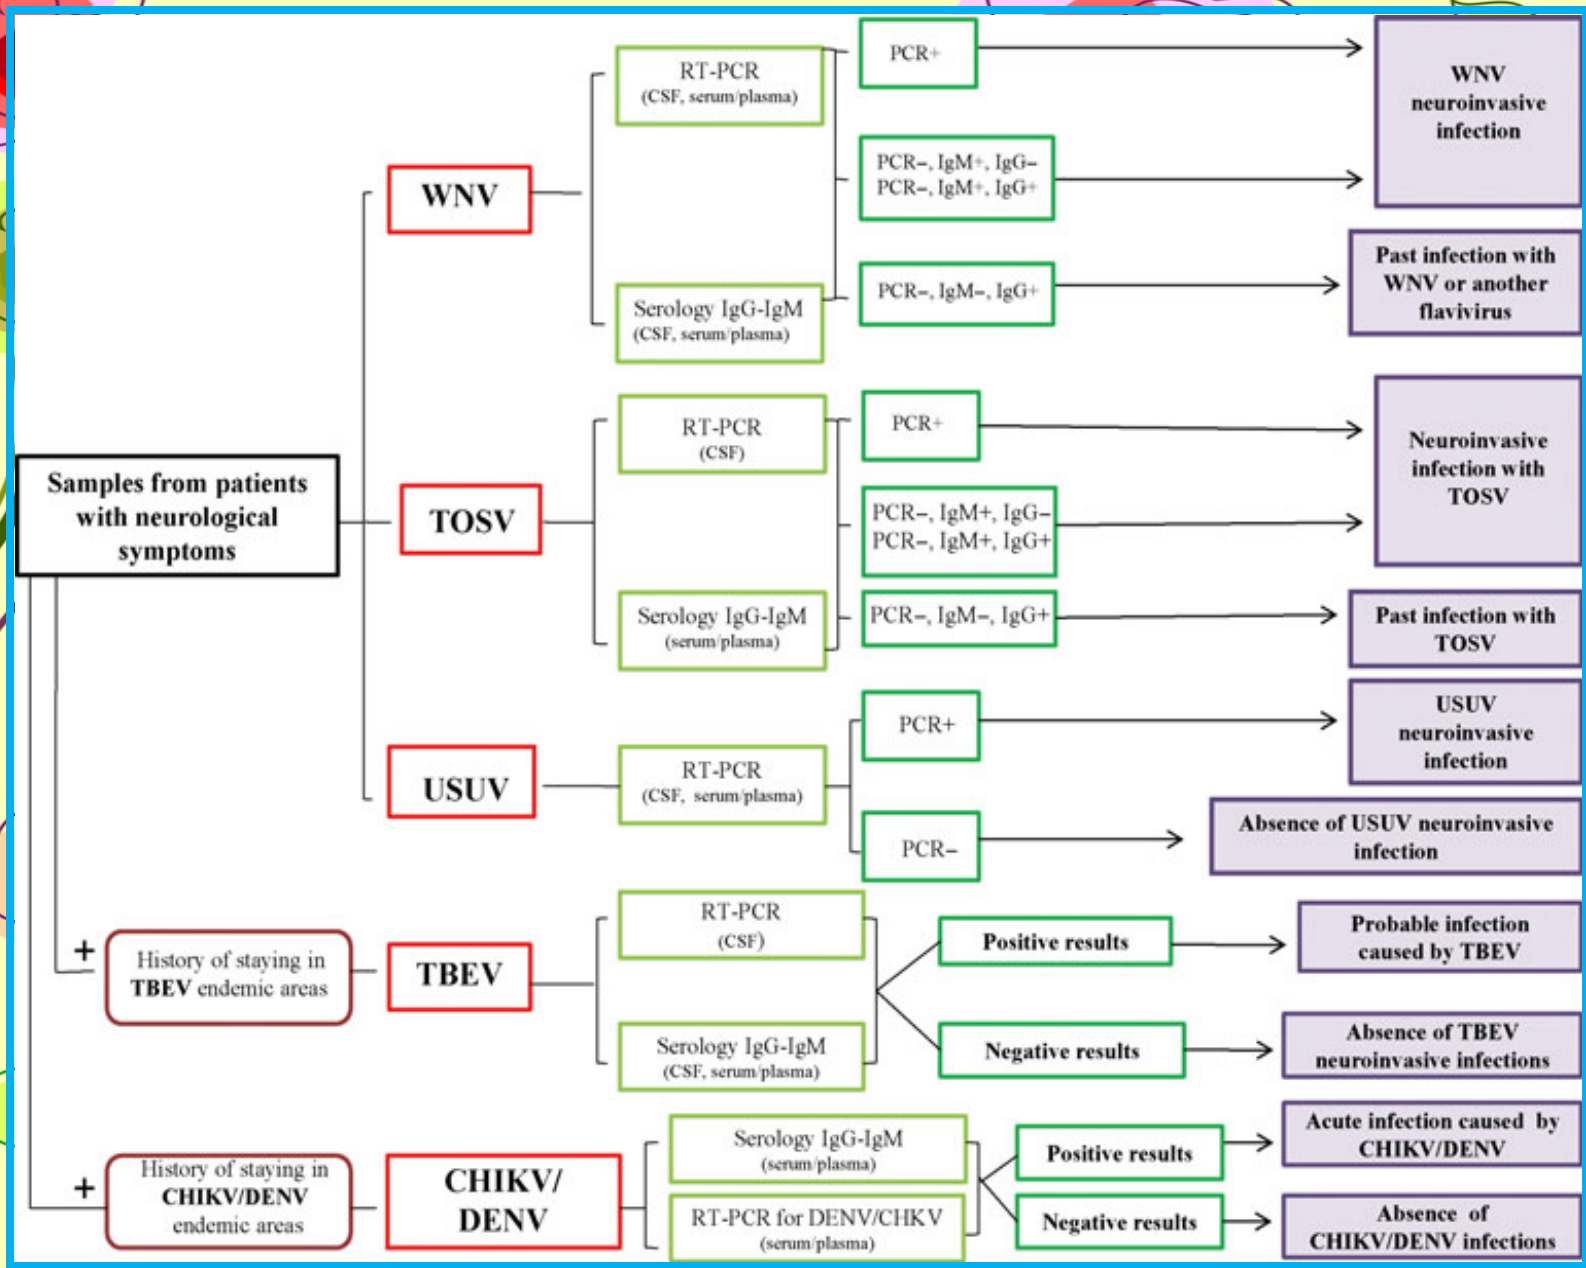 Samples from patients
with neurological
symptoms
WNV
RT-PCR
(CSF, serum/plasma)
Serology IgG-IgM
(CSF, serum/plasma)
PCR+
PCR–, IgM+, IgG–
PCR–, IgM+, IgG+
PCR–, IgM–, IgG+
WNV
neuroinvasive
infection
Past infection with
WNV or another
flavivirus
TOSV
RT-PCR
(CSF)
Serology IgG-IgM
(serum/plasma)
PCR+
PCR–, IgM+, IgG–
PCR–, IgM+, IgG+
PCR–, IgM–, IgG+
Neuroinvasive
infection with
TOSV
Past infection with
TOSV
USUV
RT-PCR
(CSF, serum/plasma)
PCR+
PCR–
USUV
neuroinvasive
infection
Absence of USUV neuroinvasive
infection
+
History of staying in
TBEV endemic areas
TBEV
RT-PCR
(CSF)
Serology IgG-IgM
(CSF, serum/plasma)
Positive results
Negative results
Probable infection
caused by TBEV
Absence of TBEV
neuroinvasive infections
+
History of staying in
CHIKV/DENV
endemic areas
CHIKV/
DENV
Serology IgG-IgM
(serum/plasma)
RT-PCR for DENV/CHKV
(serum/plasma)
Positive results
Negative results
Acute infection caused by
CHIKV/DENV
Absence of
CHIKV/DENV infections